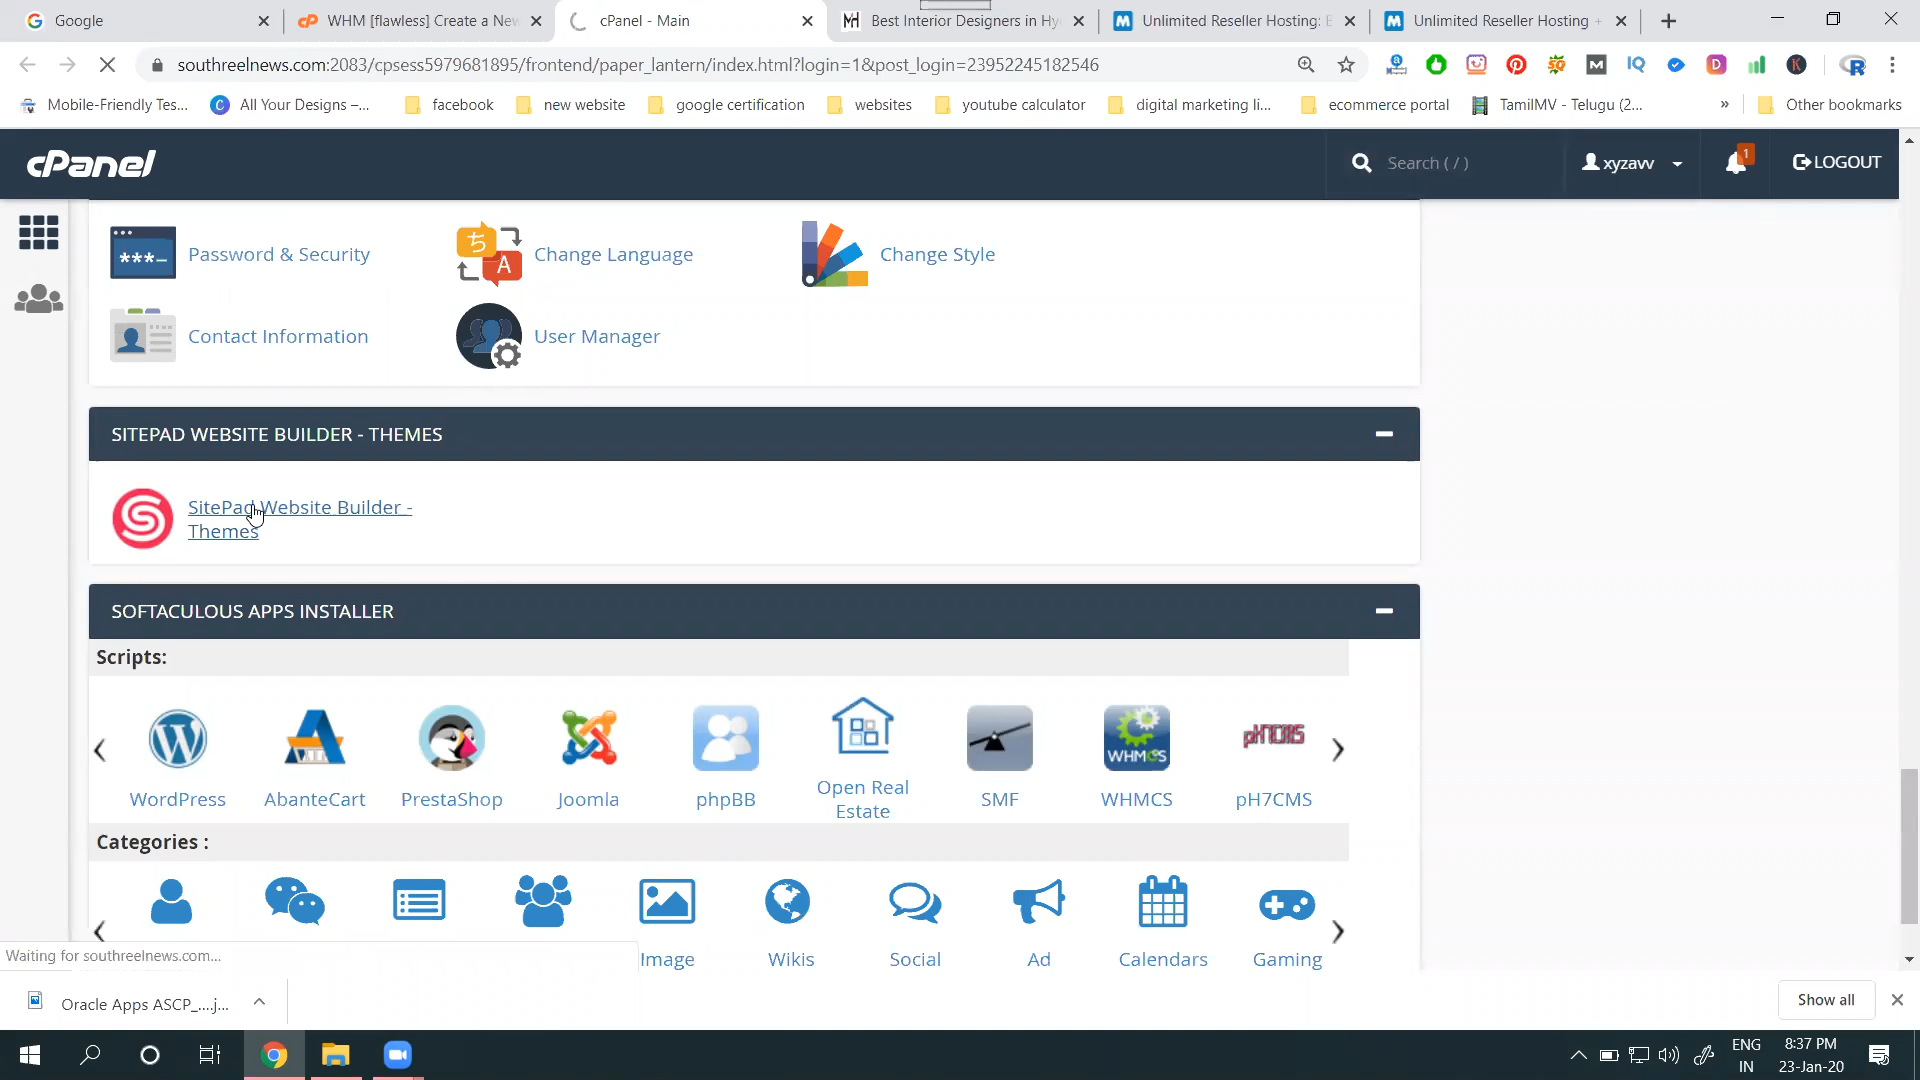 Google
WHM [flawless] Create a New
cPanel - Main
Best Interior Designers in Hy
Unlimited Reseller Hosting: E
Unlimited Reseller Hosting +
southreelnews.com:2083/cpsess5979681895/frontend/paper_lantern/index.html?login=1&post_login=23952245182546
Mobile-Friendly Tes...
All Your Designs –...
facebook
new website
google certification
websites
youtube calculator
digital marketing li...
ecommerce portal
TamilMV - Telugu (2...
»
Other bookmarks
cPanel
Search ( / )
xyzavv
1
LOGOUT
Password & Security
Change Language
Change Style
Contact Information
User Manager
SITEPAD WEBSITE BUILDER - THEMES
SitePad Website Builder -
Themes
SOFTACULOUS APPS INSTALLER
Scripts:
WordPress
AbanteCart
PrestaShop
Joomla
phpBB
Open Real
Estate
SMF
WHMCS
pH7CMS
Categories :
Image
Wikis
Social
Ad
Calendars
Gaming
Waiting for southreelnews.com...
Oracle Apps ASCP_....j...
Show all
ENG
IN
8:37 PM
23-Jan-20